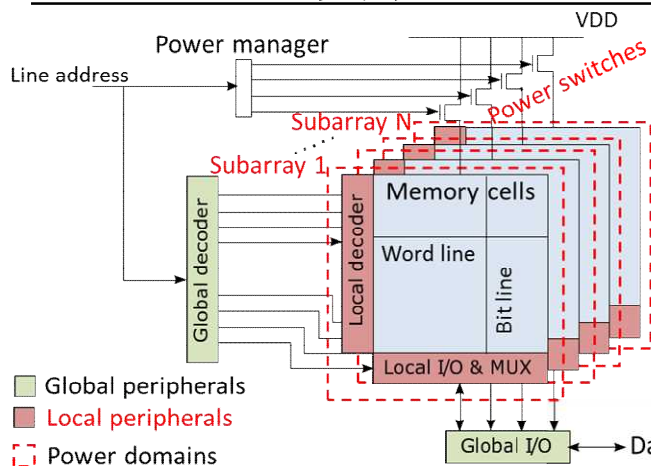 VDD
Power manager
Line address
Power switches
Subarray N
Subarray 1
Memory cells
Global decoder
Local decoder
Word line
Bit line
Local I/O & MUX
Global peripherals
Local peripherals
Power domains
Global I/O